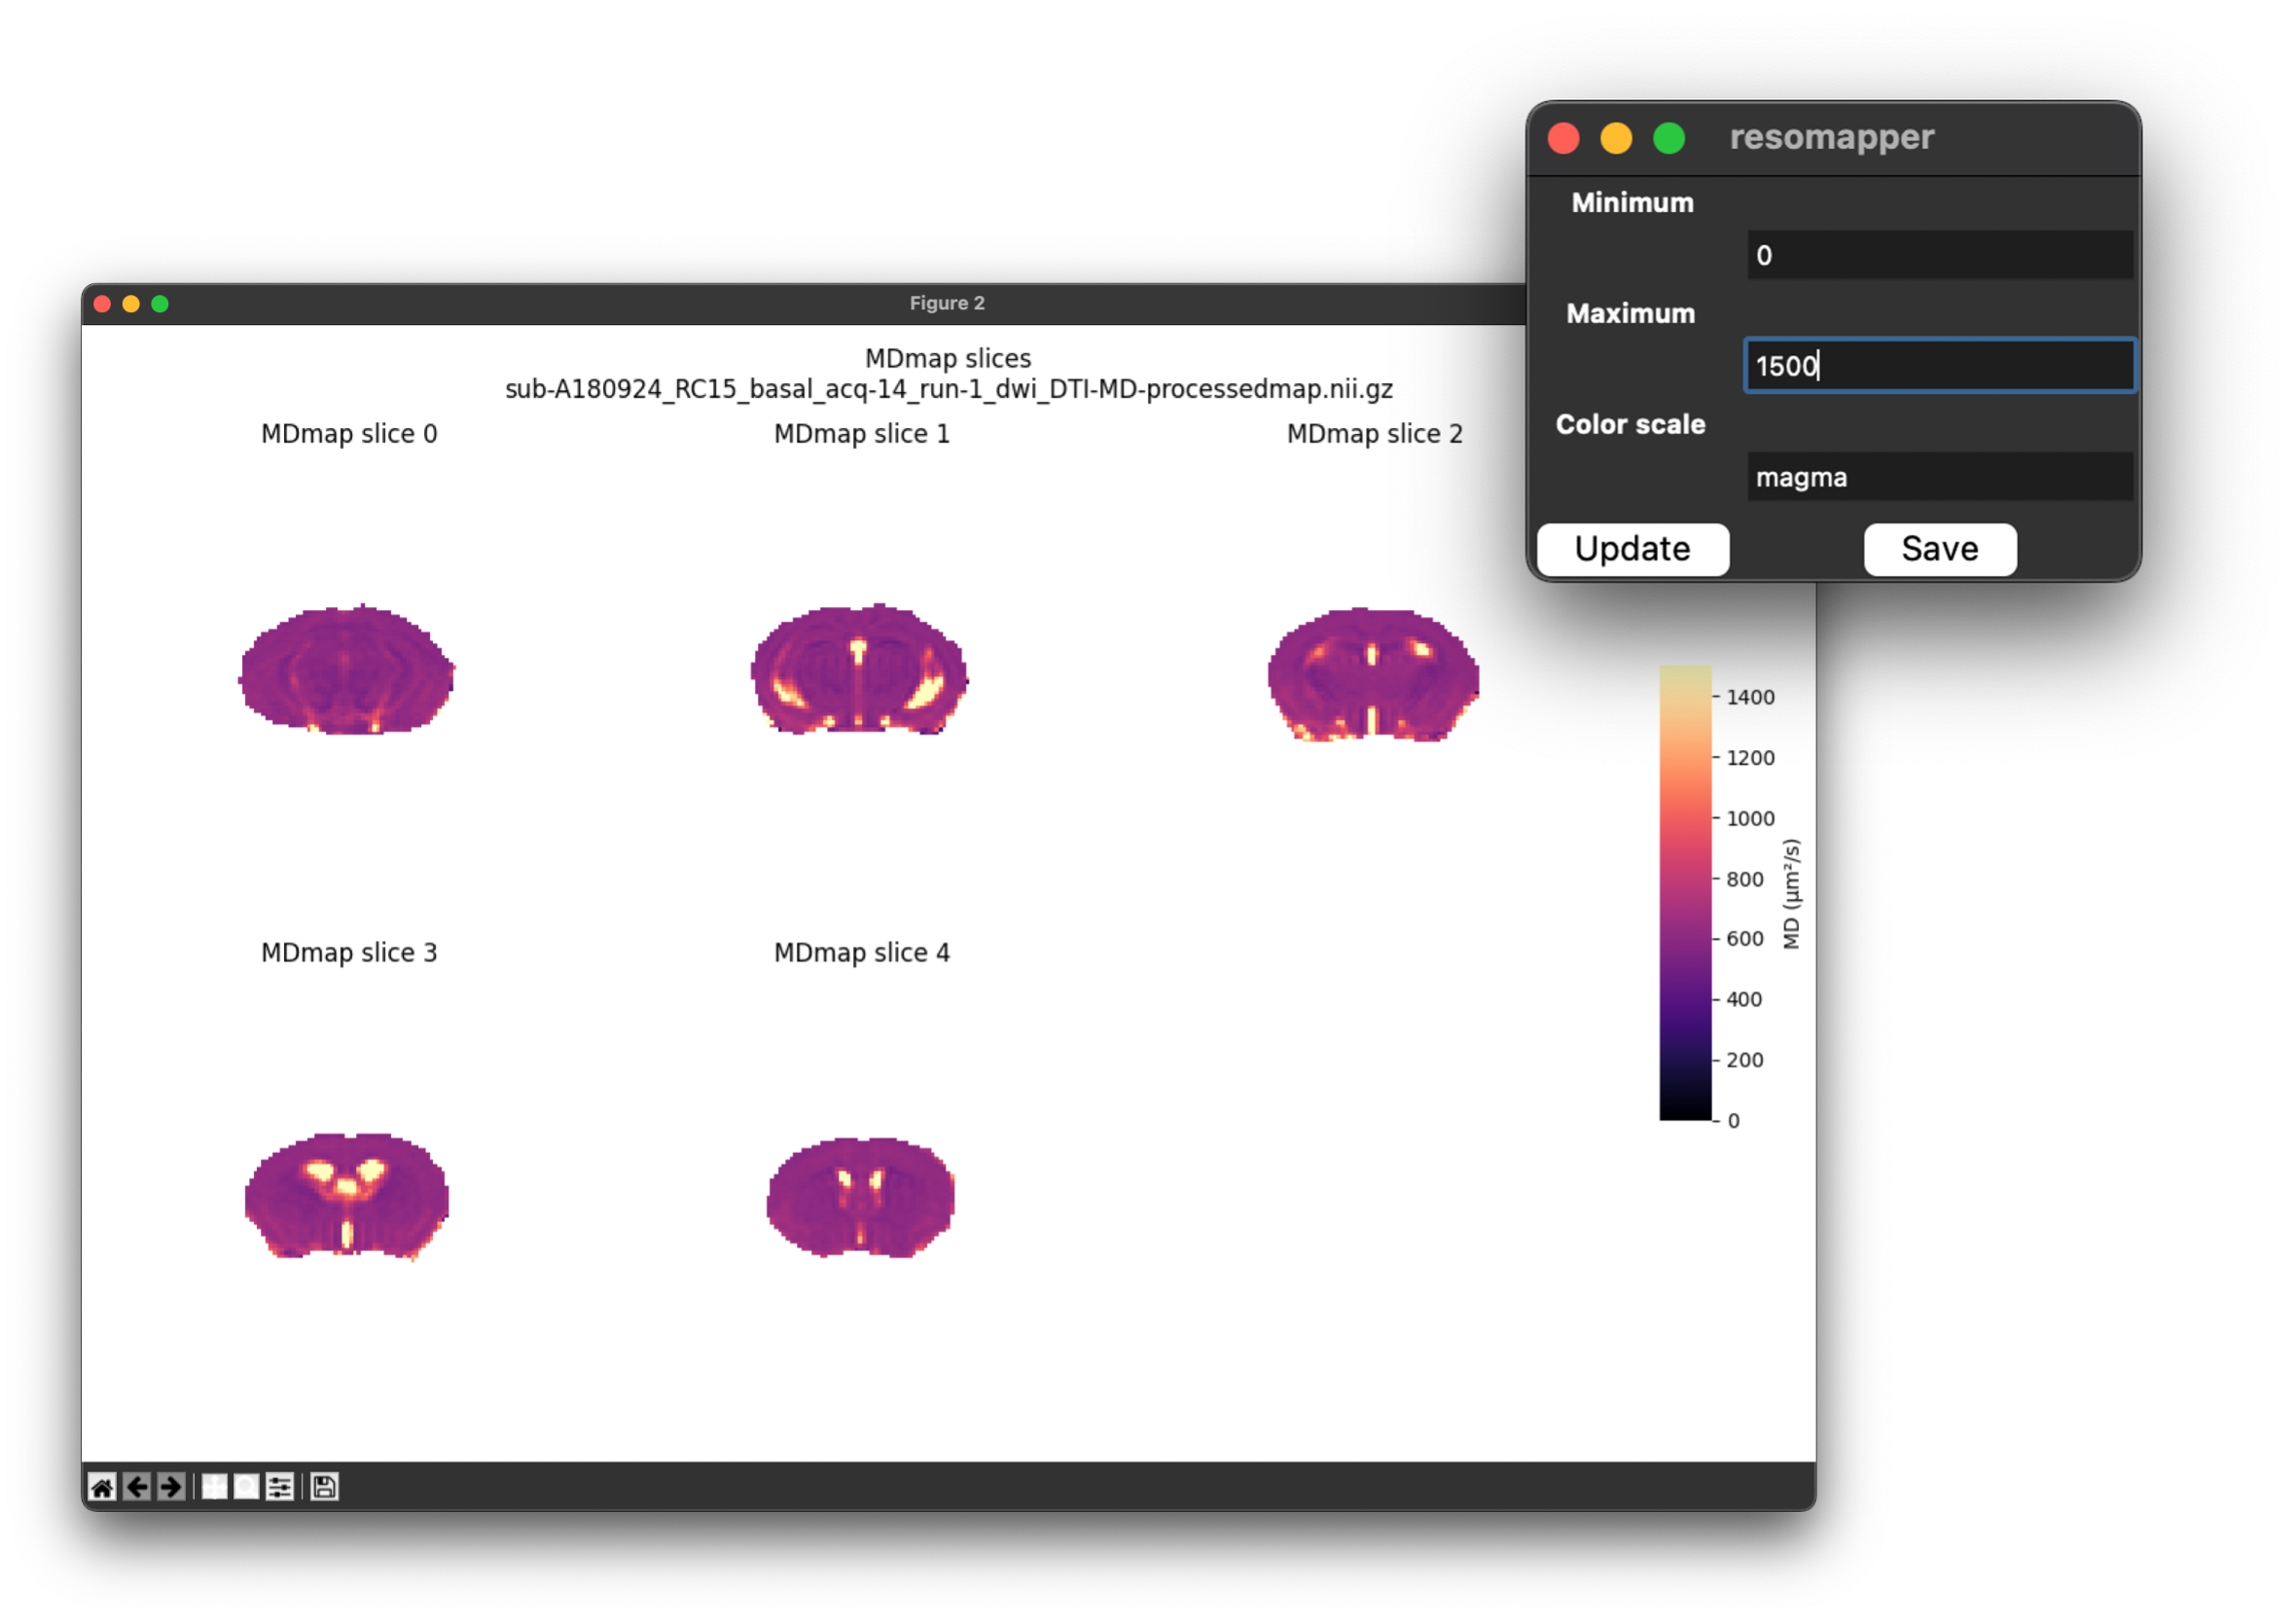 resomapper
Minimum
0
Maximum
1500
Color scale
magma
Update Save
Figure 2
MDmap slices
sub-A180924_RC15_basal_acq-14_run-1_dwi_DTI-MD-processedmap.nii.gz
MDmap slice 0 MDmap slice 1 MDmap slice 2
1400
1200
1000
800
600
400
200
0
MD (μm²/s)
MDmap slice 3 MDmap slice 4